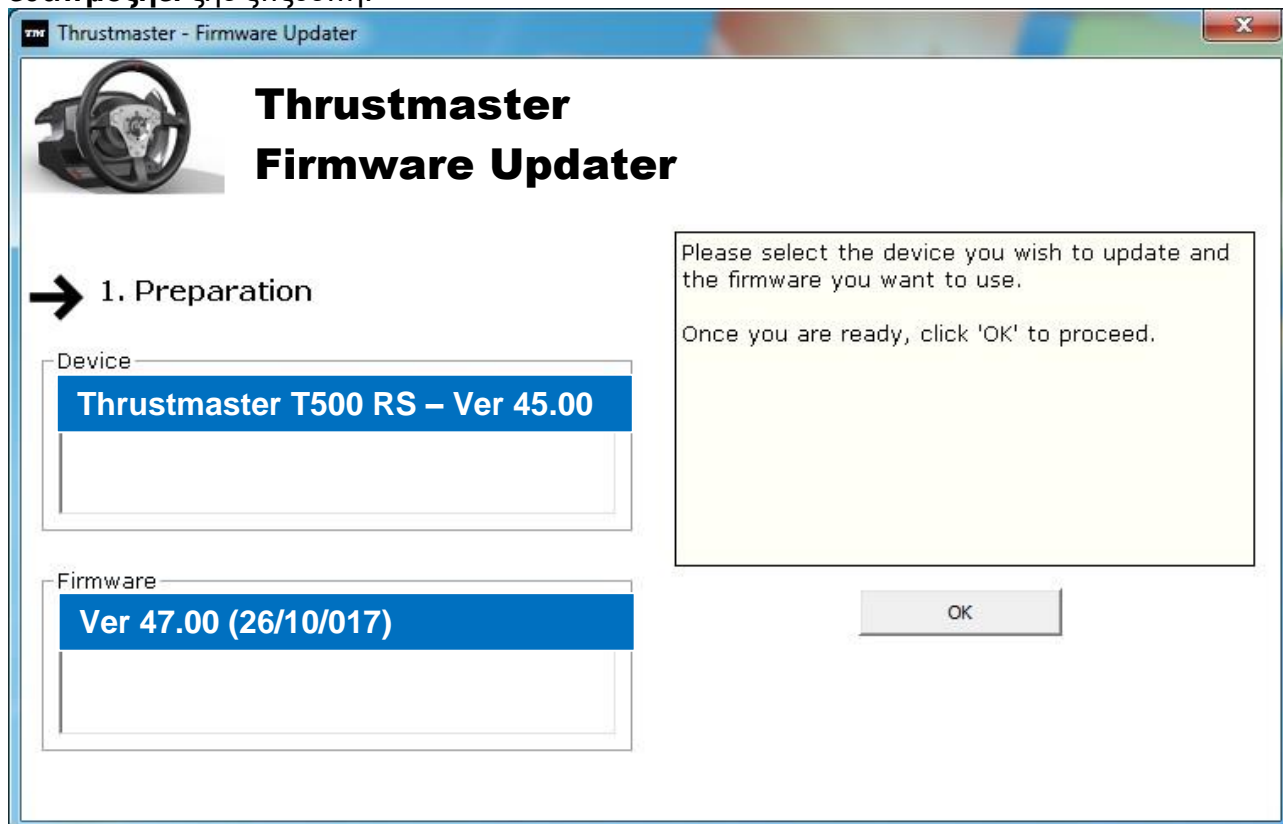 Thrustmaster - Firmware Updater
Thrustmaster
Firmware Updater
1. Preparation
Please select the device you wish to update and
the firmware you want to use.
Once you are ready, click 'OK' to proceed.
Device
Thrustmaster T500 RS – Ver 45.00
Firmware
Ver 47.00 (26/10/017)
OK